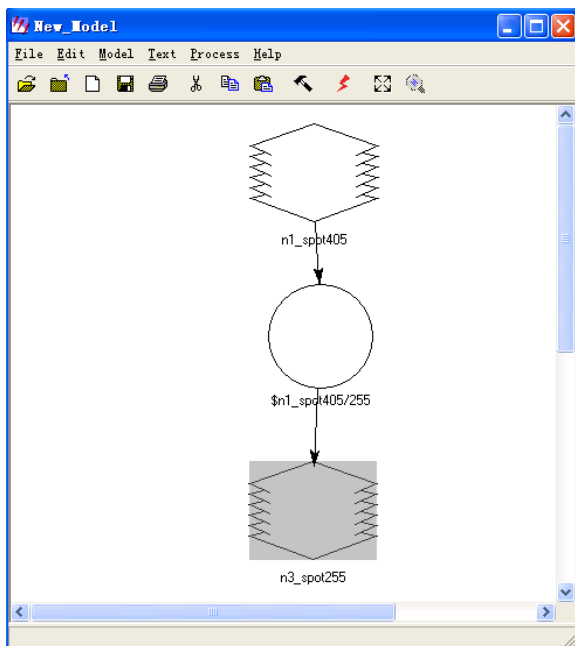 New_Model
File Edit Model Text Process Help
n1_spot405
$n1_spot405/255
n3_spot255